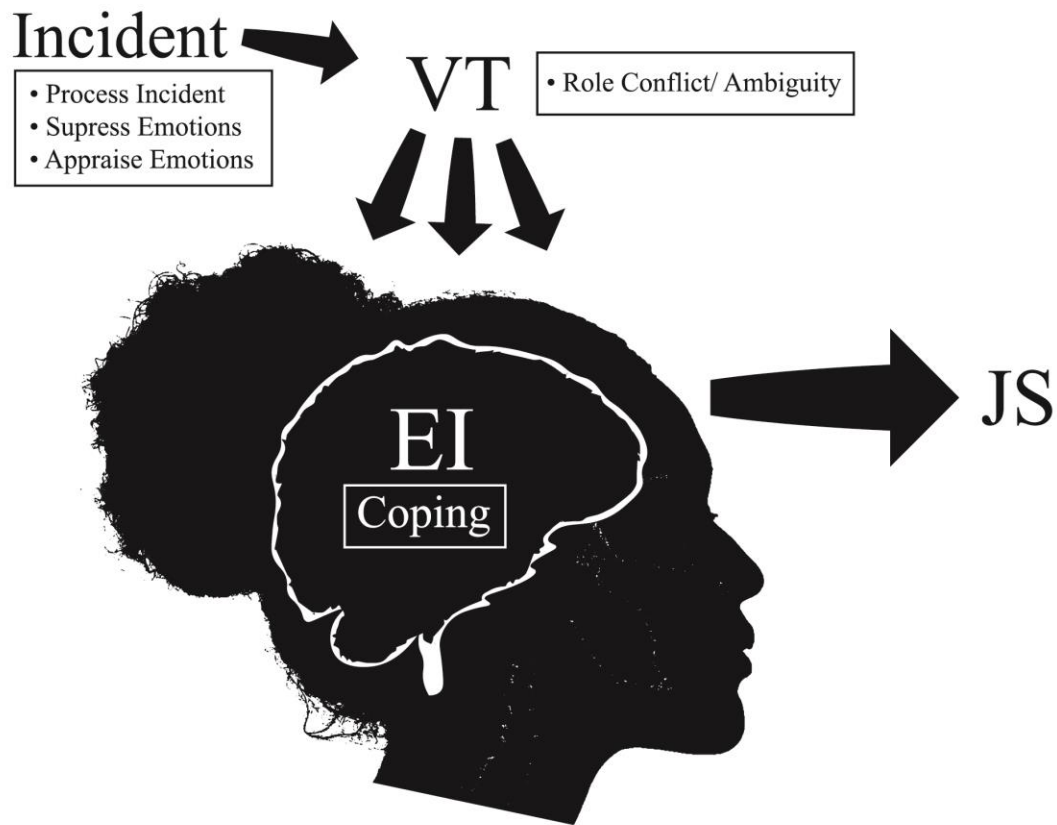 Incident
• Process Incident
• Supress Emotions
• Appraise Emotions
VT
• Role Conflict/ Ambiguity
EI
Coping
JS